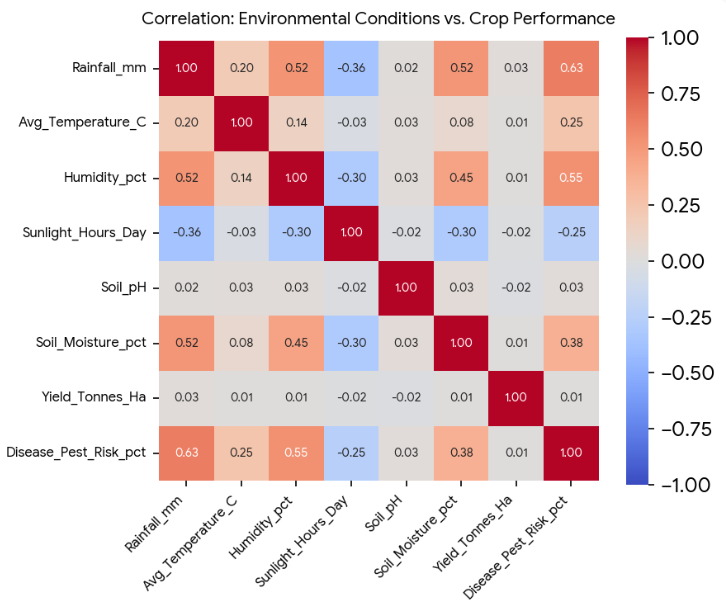 Correlation: Environmental Conditions vs. Crop Performance
Rainfall_mm 1.00 0.20 0.52 -0.36 0.02 0.52 0.03 0.63
Avg_Temperature_C 0.20 1.00 0.14 -0.03 0.03 0.08 0.01 0.25
Humidity_pct 0.52 0.14 1.00 -0.30 0.03 0.45 0.01 0.55
Sunlight_Hours_Day -0.36 -0.03 -0.30 1.00 -0.02 -0.30 -0.02 -0.25
Soil_pH 0.02 0.03 0.03 -0.02 1.00 0.03 -0.02 0.03
Soil_Moisture_pct 0.52 0.08 0.45 -0.30 0.03 1.00 0.01 0.38
Yield_Tonnes_Ha 0.03 0.01 0.01 -0.02 -0.02 0.01 1.00 0.01
Disease_Pest_Risk_pct 0.63 0.25 0.55 -0.25 0.03 0.38 0.01 1.00
Rainfall_mm
Avg_Temperature_C
Humidity_pct
Sunlight_Hours_Day
Soil_pH
Soil_Moisture_pct
Yield_Tonnes_Ha
Disease_Pest_Risk_pct
1.00
0.75
0.50
0.25
0.00
−0.25
−0.50
−0.75
−1.00